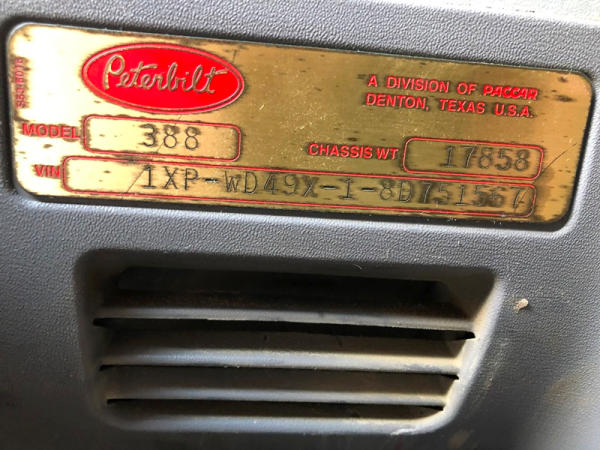 Peterbilt
A DIVISION OF PACCAR
DENTON, TEXAS U.S.A.
MODEL 388
CHASSIS WT 17858
VIN 1XP-WD49X-1-8D751567